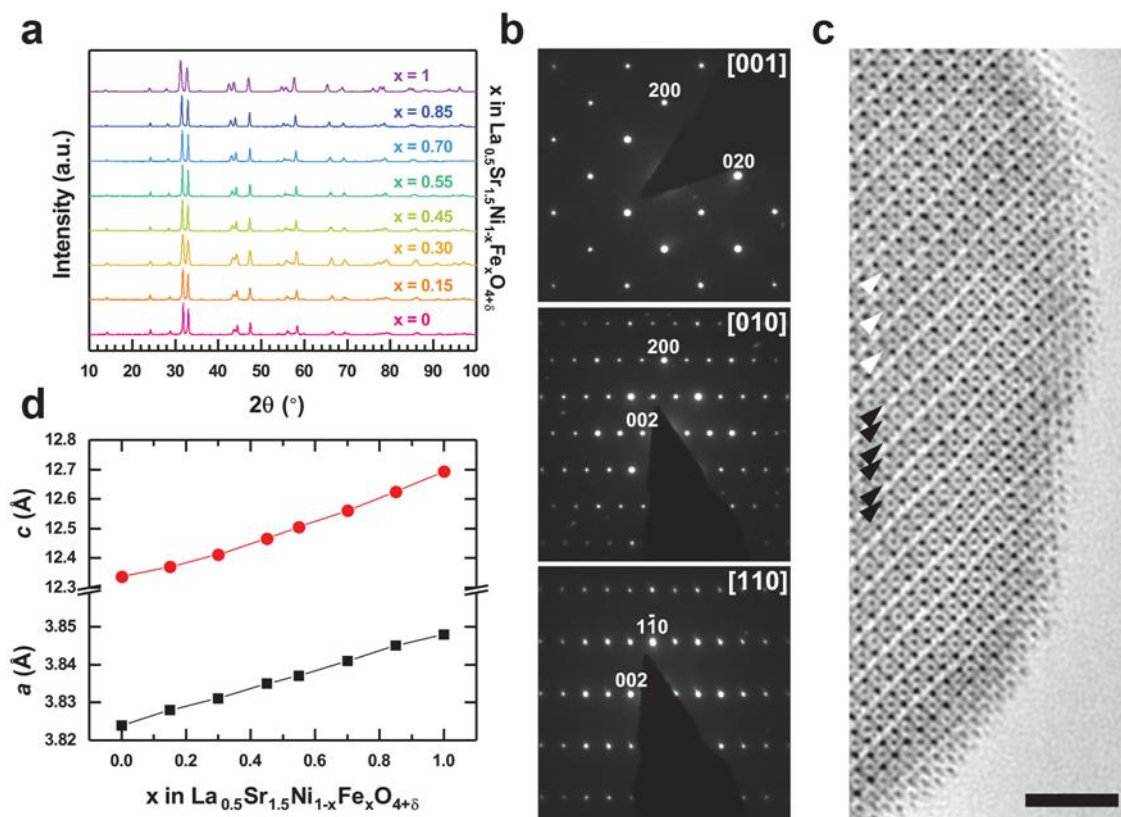 a
Intensity (a.u.)
x = 1
x = 0.85
x = 0.70
x = 0.55
x = 0.45
x = 0.30
x = 0.15
x = 0
x in La0.5Sr1.5Ni1-xFexO4+δ
10 20 30 40 50 60 70 80 90 100
2θ (°)
b
[001]
200
020
[010]
200
002
[110]
11̄0
002
c
d
c (Å)
12.8
12.7
12.6
12.5
12.4
12.3
a (Å)
3.85
3.84
3.83
3.82
0.0 0.2 0.4 0.6 0.8 1.0
x in La0.5Sr1.5Ni1-xFexO4+δ